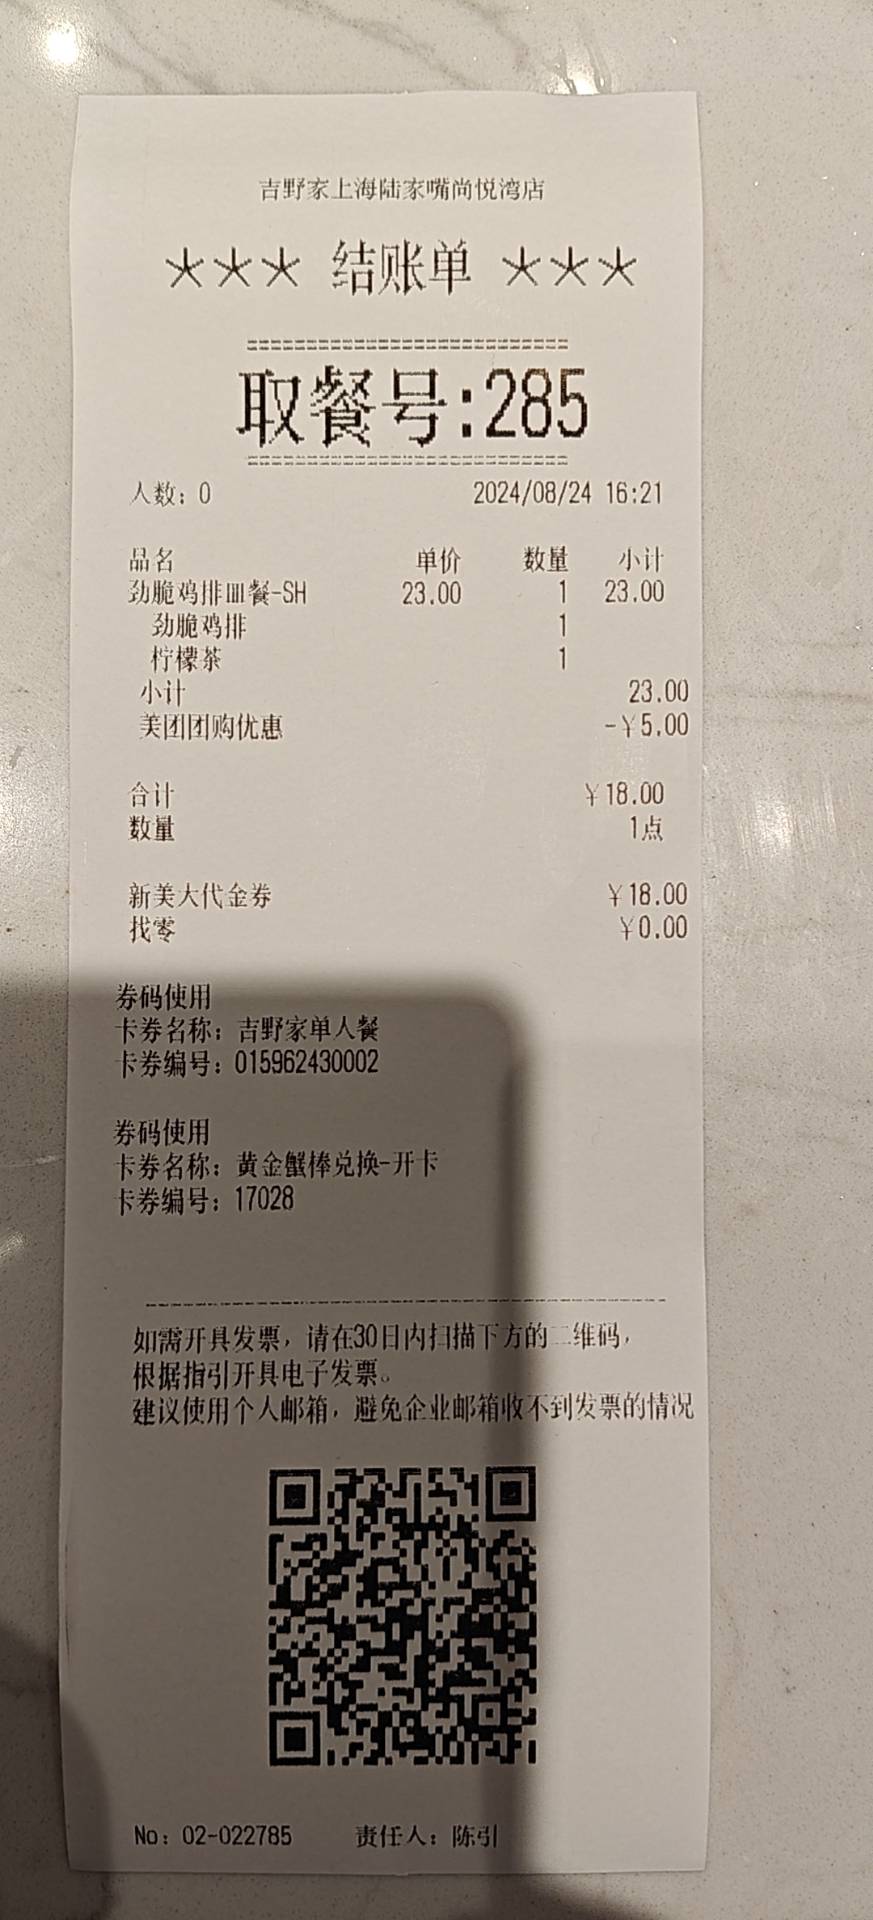 吉野家上海陆家嘴尚悦湾店
*** 结账单 ***
==========================
取餐号:285
==========================
人数: 0 2024/08/24 16:21
品名 单价 数量 小计
劲脆鸡排皿餐-SH 23.00 1 23.00
劲脆鸡排 1
柠檬茶 1
小计 23.00
美团团购优惠 -¥5.00
合计 ¥18.00
数量 1点
新美大代金券 ¥18.00
找零 ¥0.00
券码使用
卡券名称: 吉野家单人餐
卡券编号: 015962430002
券码使用
卡券名称: 黄金蟹棒兑换-开卡
卡券编号: 17028
如需开具发票, 请在30日内扫描下方的二维码,
根据指引开具电子发票。
建议使用个人邮箱, 避免企业邮箱收不到发票的情况
No: 02-022785 责任人: 陈引